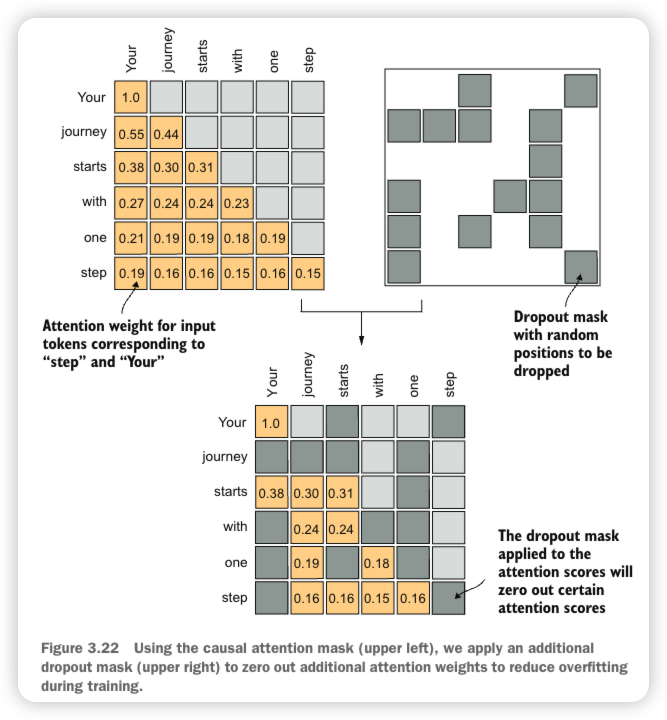 Your journey starts with one step
Your 1.0
journey 0.55 0.44
starts 0.38 0.30 0.31
with 0.27 0.24 0.24 0.23
one 0.21 0.19 0.19 0.18 0.19
step 0.19 0.16 0.16 0.15 0.16 0.15
Attention weight for input
tokens corresponding to
“step” and “Your”
Dropout mask
with random
positions to be
dropped
Your journey starts with one step
Your 1.0
journey
starts 0.38 0.30 0.31
with 0.24 0.24
one 0.19 0.18
step 0.16 0.16 0.15 0.16
The dropout mask
applied to the
attention scores will
zero out certain
attention scores
Figure 3.22 Using the causal attention mask (upper left), we apply an additional
dropout mask (upper right) to zero out additional attention weights to reduce overfitting
during training.